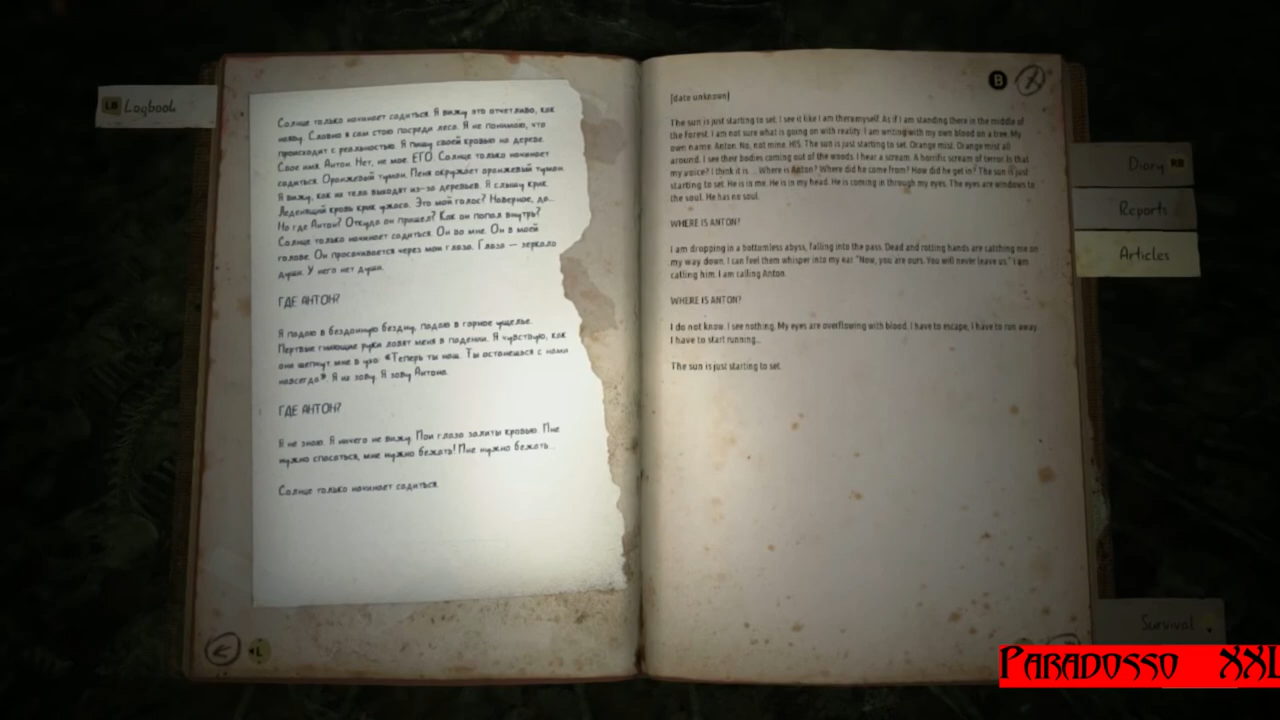 LB Logbook
Солнце только начинает садиться. Я вижу это отчетливо, как
наяву. Словно я сам стою посреди леса. Я не понимаю, что
происходит с реальностью. Я пишу своей кровью на дереве.
Свое имя. Антон. Нет, не мое. ЕГО. Солнце только начинает
садиться. Оранжевый туман. Меня окружает оранжевый туман.
Я вижу, как их тела выходят из-за деревьев. Я слышу крик.
Леденящий кровь крик ужаса. Это мой голос? Наверное, да...
Но где Антон? Откуда он пришел? Как он попал внутрь?
Солнце только начинает садиться. Он во мне. Он в моей
голове. Он просачивается через мои глаза. Глаза — зеркало
души. У него нет души.
ГДЕ АНТОН?
Я падаю в бездонную бездну, падаю в горное ущелье.
Мертвые гниющие руки ловят меня в падении. Я чувствую, как
они шепчут мне в ухо: «Теперь ты наш. Ты останешься с нами
навсегда». Я их зову. Я зову Антона.
ГДЕ АНТОН?
Я не знаю. Я ничего не вижу. Мои глаза залиты кровью. Мне
нужно спасаться, мне нужно бежать! Мне нужно бежать...
Солнце только начинает садиться.
L
B
[date unknown]
The sun is just starting to set. I see it like I am there myself. As if I am standing there in the middle of
the forest. I am not sure what is going on with reality. I am writing with my own blood on a tree. My
own name. Anton. No, not mine. HIS. The sun is just starting to set. Orange mist. Orange mist all
around. I see their bodies coming out of the woods. I hear a scream. A horrific scream of terror. Is that
my voice? I think it is... Where is Anton? Where did he come from? How did he get in? The sun is just
starting to set. He is in me. He is in my head. He is coming in through my eyes. The eyes are windows to
the soul. He has no soul.
WHERE IS ANTON?
I am dropping in a bottomless abyss, falling into the pass. Dead and rotting hands are catching me on
my way down. I can feel them whisper into my ear. "Now, you are ours. You will never leave us." I am
calling him. I am calling Anton.
WHERE IS ANTON?
I do not know. I see nothing. My eyes are overflowing with blood. I have to escape, I have to run away.
I have to start running...
The sun is just starting to set.
Diary RB
Reports
Articles
Survival
Paradosso XXL